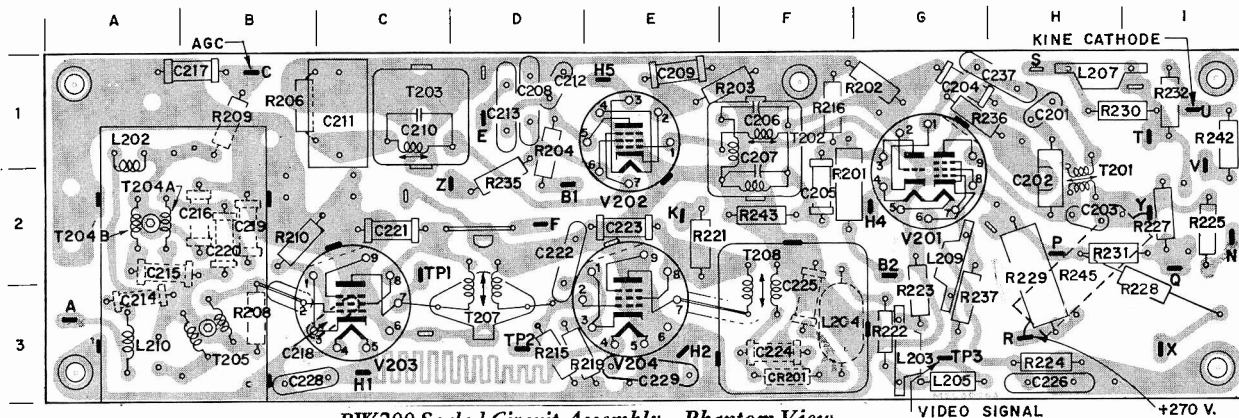 A B C D E F G H I
AGC KINE CATHODE
C217 C C212 H5 C209 C237 S L207
R206 T203 C208 R203 R202 C204 R232
1 R209 C211 C210 E C213 C206 R216 R236 C201 R230 U 1
L202 R204 T202 T R242
C207 V
T204A Z R235 B1 V202 C205 R201 C202 T201
C216 K R243 H4 C203 Y
2 T204B C219 R210 C221 F C223 R221 V201 R227 R225 2
C220 C222 T208 L209 P R231 N
C215 TP1 C225 B2 R229 R245 Q
C214 R223 R237 R228
A R208 T207 L204 R222
3 L210 T205 C218 V203 TP2 R215 R219 V204 H2 C224 L203 TP3 R R224 X 3
C228 H1 C229 CR201 L205 C226
PW200 Sealed Circuit Assembly—Phantom View
VIDEO SIGNAL +270 V.